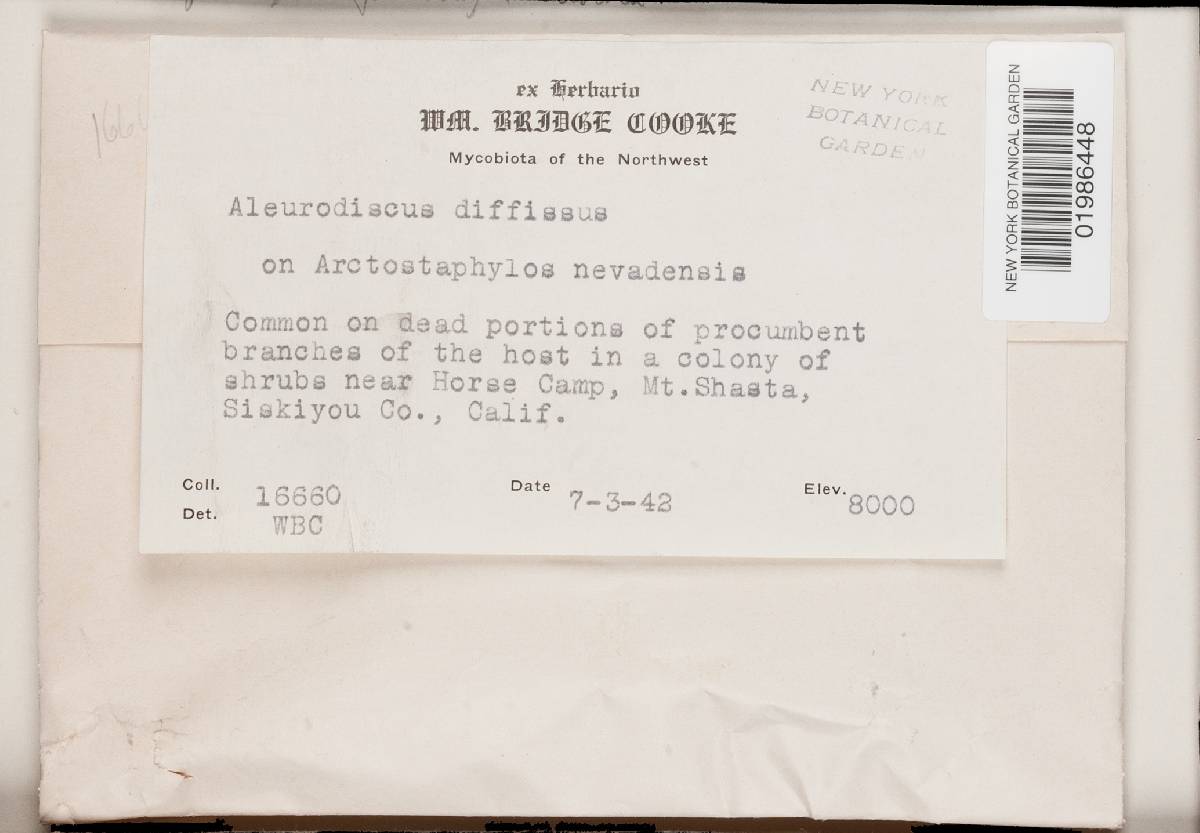 ex Herbario
WM. BRIDGE COOKE
Mycobiota of the Northwest
NEW YORK
BOTANICAL
GARDEN
Aleurodiscus diffissus
on Arctostaphylos nevadensis
Common on dead portions of procumbent
branches of the host in a colony of
shrubs near Horse Camp, Mt.Shasta,
Siskiyou Co., Calif.
Coll. 16660
Det. WBC
Date 7-3-42
Elev. 8000
NEW YORK BOTANICAL GARDEN
01986448